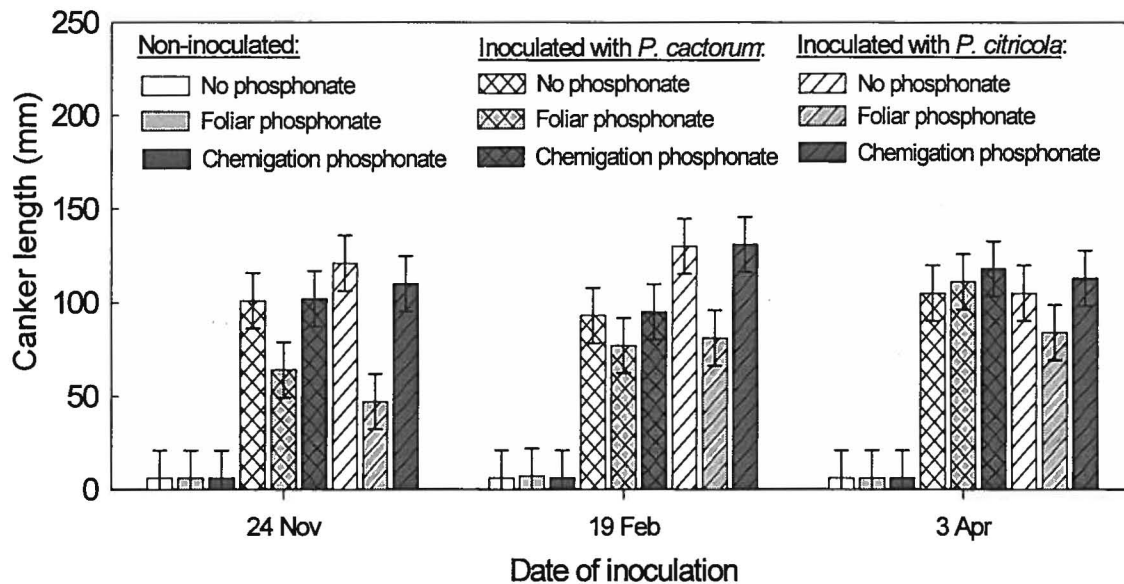 250
200
150
100
50
0
Canker length (mm)
Non-inoculated:
No phosphonate
Foliar phosphonate
Chemigation phosphonate
Inoculated with P. cactorum:
No phosphonate
Foliar phosphonate
Chemigation phosphonate
Inoculated with P. citricola:
No phosphonate
Foliar phosphonate
Chemigation phosphonate
24 Nov
19 Feb
3 Apr
Date of inoculation